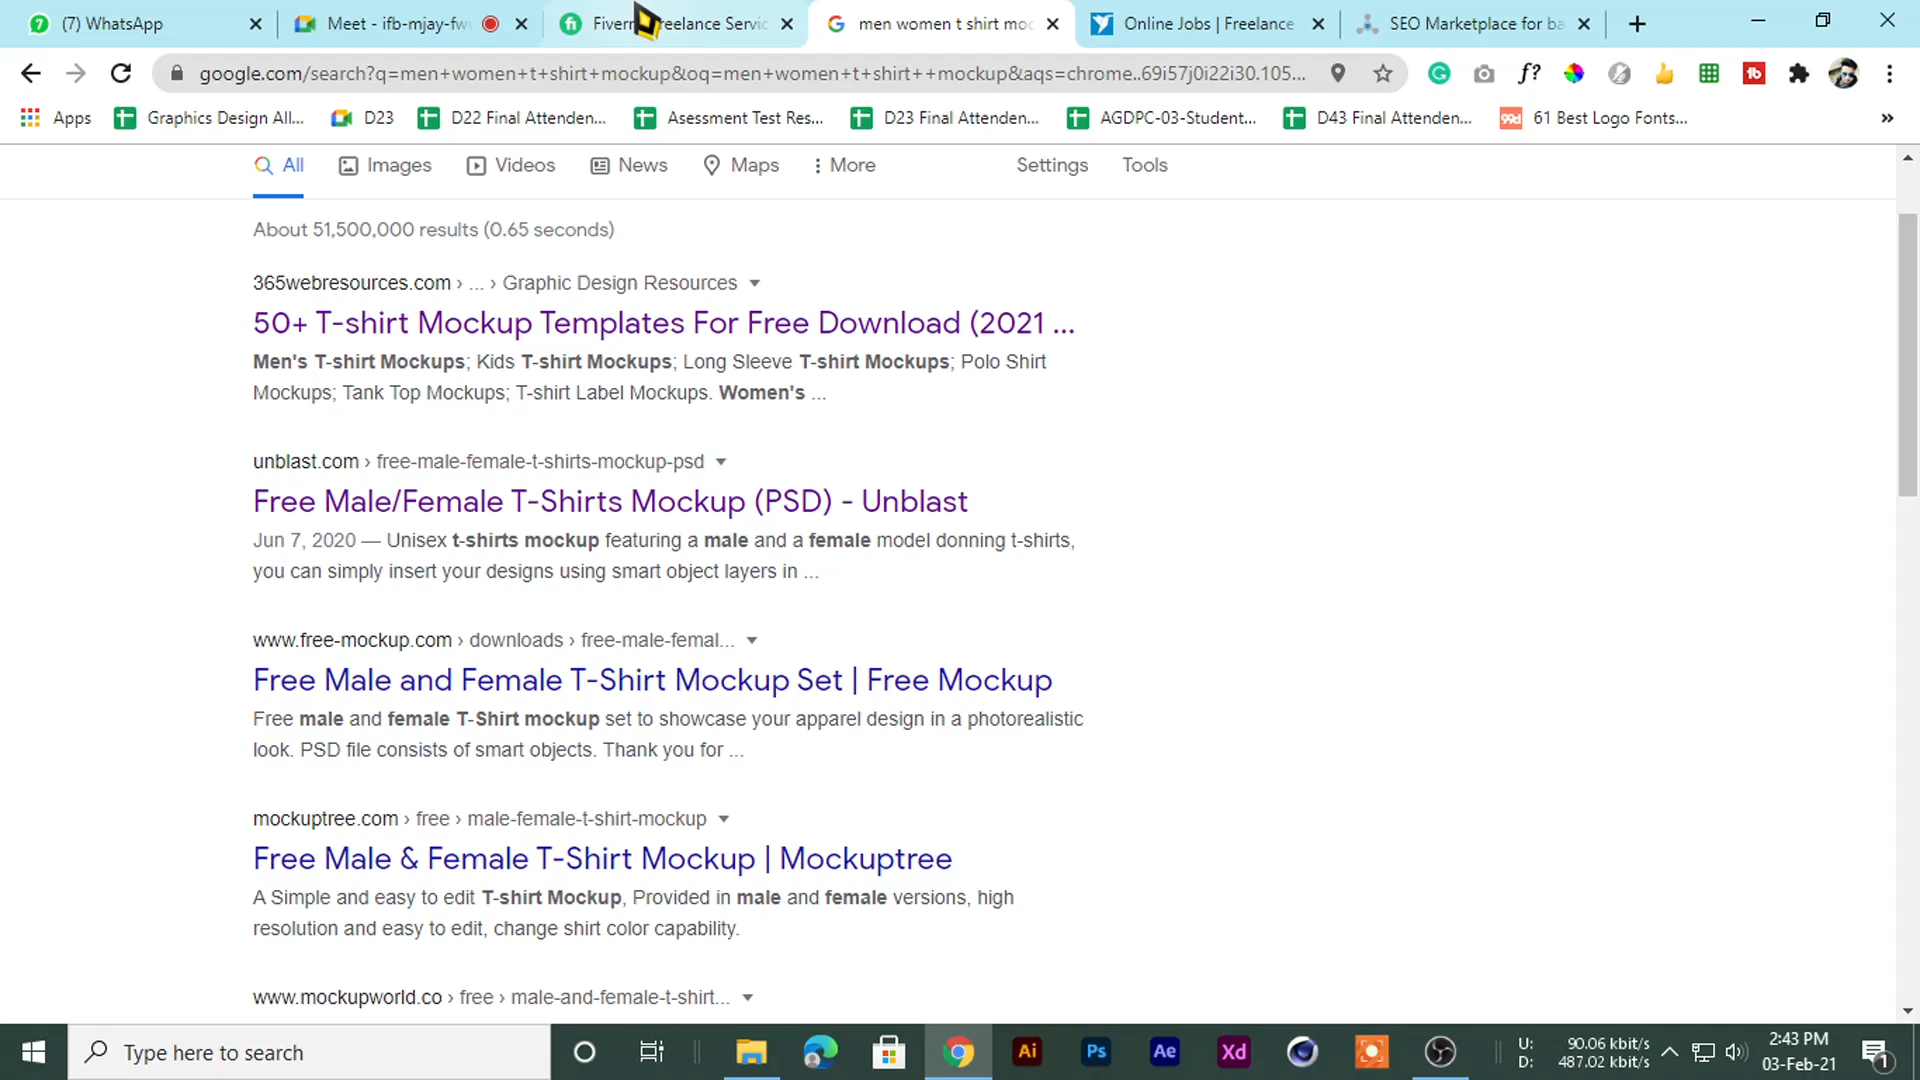 (7) WhatsApp
Meet - ifb-mjay-fw
Fiverr Freelance Servic
men women t shirt moc
Online Jobs | Freelance
SEO Marketplace for ba
google.com/search?q=men+women+t+shirt+mockup&oq=men+women+t+shirt++mockup&aqs=chrome..69i57j0i22i30.105...
Apps
Graphics Design All...
D23
D22 Final Attenden...
Asessment Test Res...
D23 Final Attenden...
AGDPC-03-Student...
D43 Final Attenden...
61 Best Logo Fonts...
All
Images
Videos
News
Maps
More
Settings
Tools
About 51,500,000 results (0.65 seconds)
365webresources.com › ... › Graphic Design Resources
50+ T-shirt Mockup Templates For Free Download (2021 ...
Men's T-shirt Mockups; Kids T-shirt Mockups; Long Sleeve T-shirt Mockups; Polo Shirt
Mockups; Tank Top Mockups; T-shirt Label Mockups. Women's ...
unblast.com › free-male-female-t-shirts-mockup-psd
Free Male/Female T-Shirts Mockup (PSD) - Unblast
Jun 7, 2020 — Unisex t-shirts mockup featuring a male and a female model donning t-shirts,
you can simply insert your designs using smart object layers in ...
www.free-mockup.com › downloads › free-male-femal...
Free Male and Female T-Shirt Mockup Set | Free Mockup
Free male and female T-Shirt mockup set to showcase your apparel design in a photorealistic
look. PSD file consists of smart objects. Thank you for ...
mockuptree.com › free › male-female-t-shirt-mockup
Free Male & Female T-Shirt Mockup | Mockuptree
A Simple and easy to edit T-shirt Mockup, Provided in male and female versions, high
resolution and easy to edit, change shirt color capability.
www.mockupworld.co › free › male-and-female-t-shirt...
Type here to search
Ai
Ps
Ae
Xd
U: 90.06 kbit/s
D: 487.02 kbit/s
2:43 PM
03-Feb-21
1